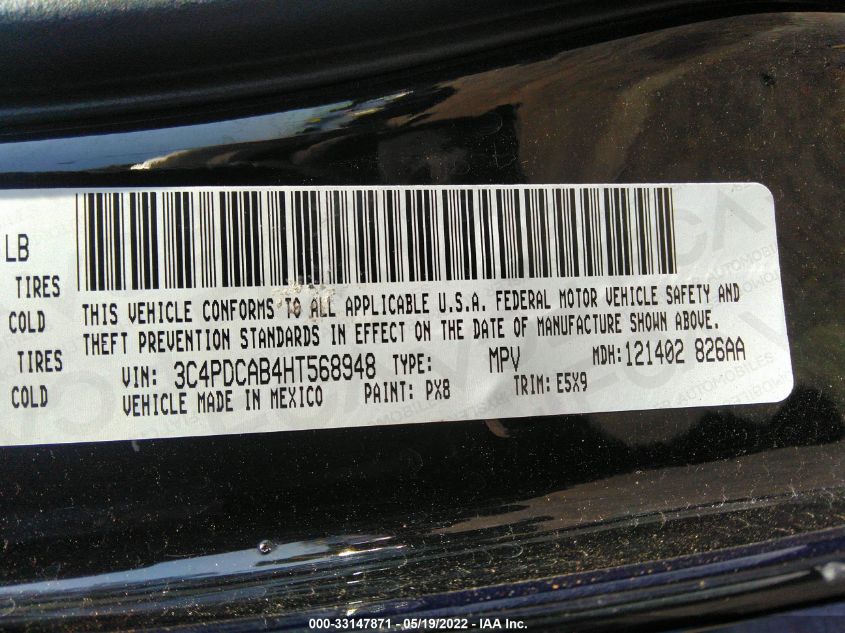 LB
TIRES
COLD
TIRES
COLD
THIS VEHICLE CONFORMS TO ALL APPLICABLE U.S.A. FEDERAL MOTOR VEHICLE SAFETY AND
THEFT PREVENTION STANDARDS IN EFFECT ON THE DATE OF MANUFACTURE SHOWN ABOVE.
VIN: 3C4PDCAB4HT568948 TYPE: MPV MDH:121402 826AA
VEHICLE MADE IN MEXICO PAINT: PX8 TRIM: E5X9
000-33147871 - 05/19/2022 - IAA Inc.